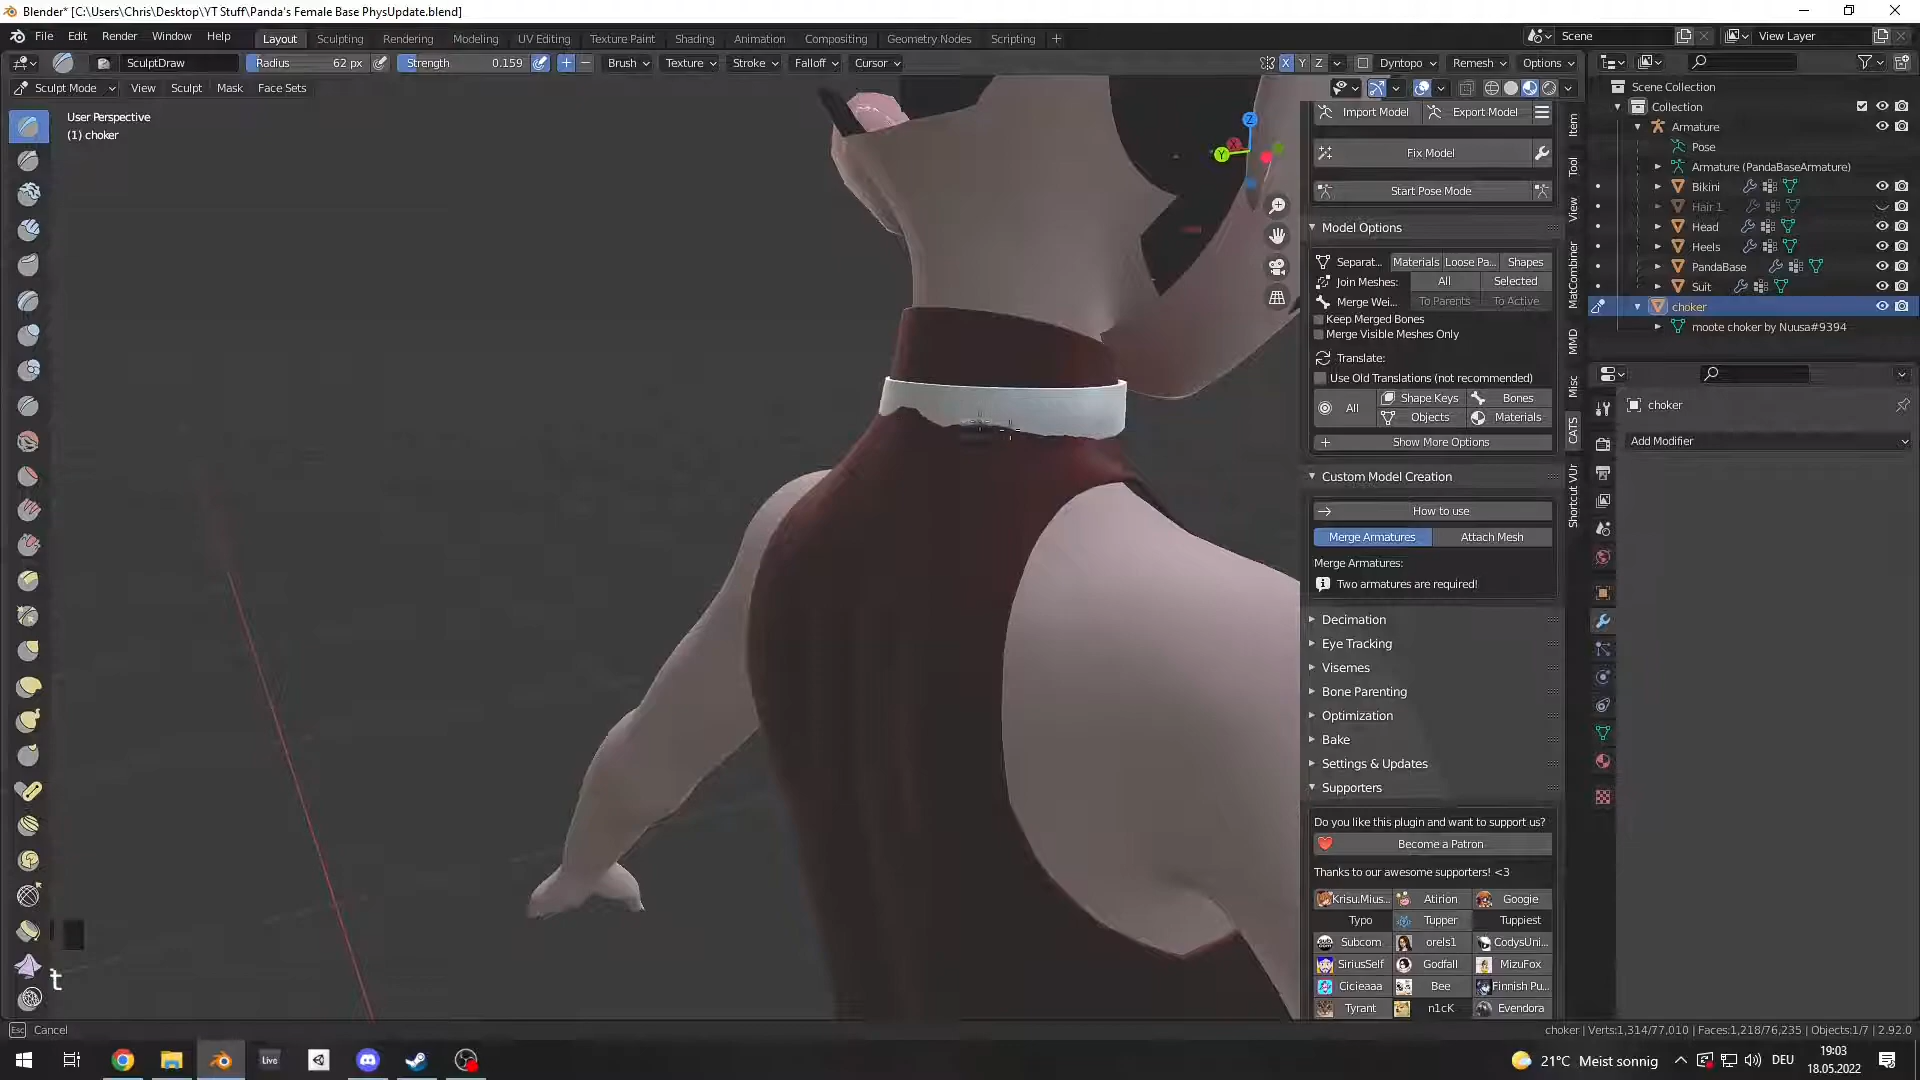 Blender* [C:\Users\Chris\Desktop\YT Stuff\Panda's Female Base PhysUpdate.blend]
File Edit Render Window Help Layout Sculpting Rendering Modeling UV Editing Texture Paint Shading Animation Compositing Geometry Nodes Scripting + Scene View Layer
SculptDraw Radius 62 px Strength 0.159 Brush Texture Stroke Falloff Cursor X Y Z Dyntopo Remesh Options
Sculpt Mode View Sculpt Mask Face Sets
User Perspective
(1) choker
Z
X
Y
Import Model Export Model
Fix Model
Start Pose Mode
Model Options
Separat... Materials Loose Pa... Shapes
Join Meshes: All Selected
Merge Wei... To Parents To Active
Keep Merged Bones
Merge Visible Meshes Only
Translate:
Use Old Translations (not recommended)
All Shape Keys Bones
Objects Materials
Show More Options
Custom Model Creation
How to use
Merge Armatures Attach Mesh
Merge Armatures:
Two armatures are required!
Decimation
Eye Tracking
Visemes
Bone Parenting
Optimization
Bake
Settings & Updates
Supporters
Do you like this plugin and want to support us?
Become a Patron
Thanks to our awesome supporters! <3
Krisu.Mius... Atirion Googie
Typo Tupper Tuppiest
Subcom orels1 CodysUni...
SiriusSelf Godfall MizuFox
Cicieaaa Bee Finnish Pu...
Tyrant n1cK Evendora
Item
Tool
View
MatCombiner
MMD
Misc
CATS
Shortcut VUr
Scene Collection
Collection
Armature
Pose
Armature (PandaBaseArmature)
Bikini
Hair 1
Head
Heels
PandaBase
Suit
choker
moote choker by Nuusa#9394
choker
Add Modifier
t
Esc Cancel
choker | Verts:1,314/77,010 | Faces:1,218/76,235 | Objects:1/7 | 2.92.0
Live
21°C Meist sonnig DEU 19:03
18.05.2022